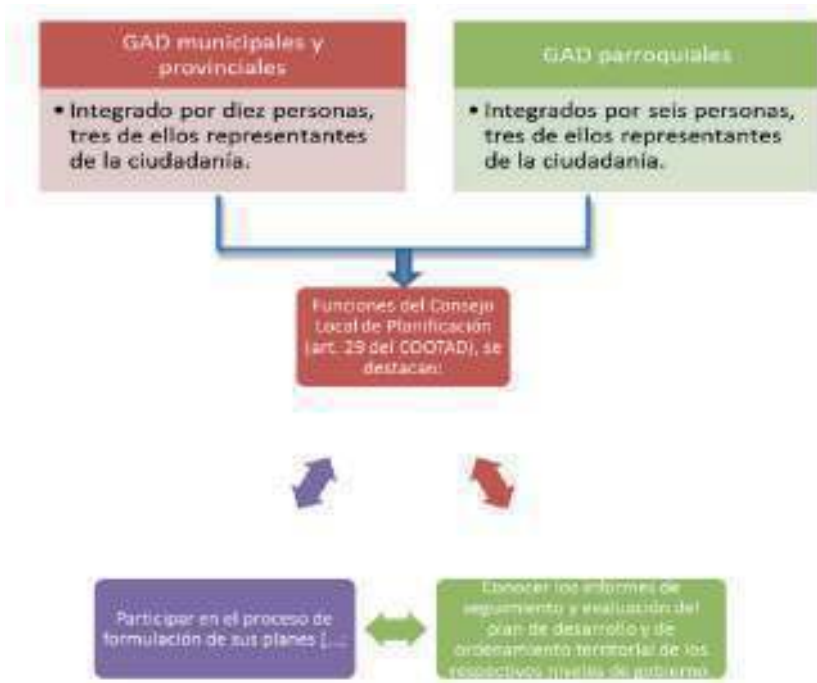 GAD municipales y
provinciales
• Integrado por diez personas,
tres de ellos representantes
de la ciudadanía.
GAD parroquiales
• Integrados por seis personas,
tres de ellos representantes
de la ciudadanía.
Funciones del Consejo
Local de Planificación
(art. 29 del COOTAD), se
destacan:
Participar en el proceso de
formulación de sus planes [...
Conocer los informes de
seguimiento y evaluación del
plan de desarrollo y de
ordenamiento territorial de los
respectivos niveles de gobierno.